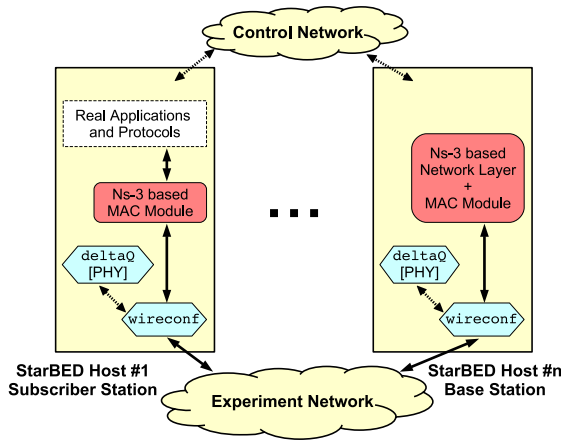 Control Network
Real Applications
and Protocols
Ns-3 based
MAC Module
deltaQ
[PHY]
wireconf
StarBED Host #1
Subscriber Station
Ns-3 based
Network Layer
+
MAC Module
deltaQ
[PHY]
wireconf
StarBED Host #n
Base Station
Experiment Network